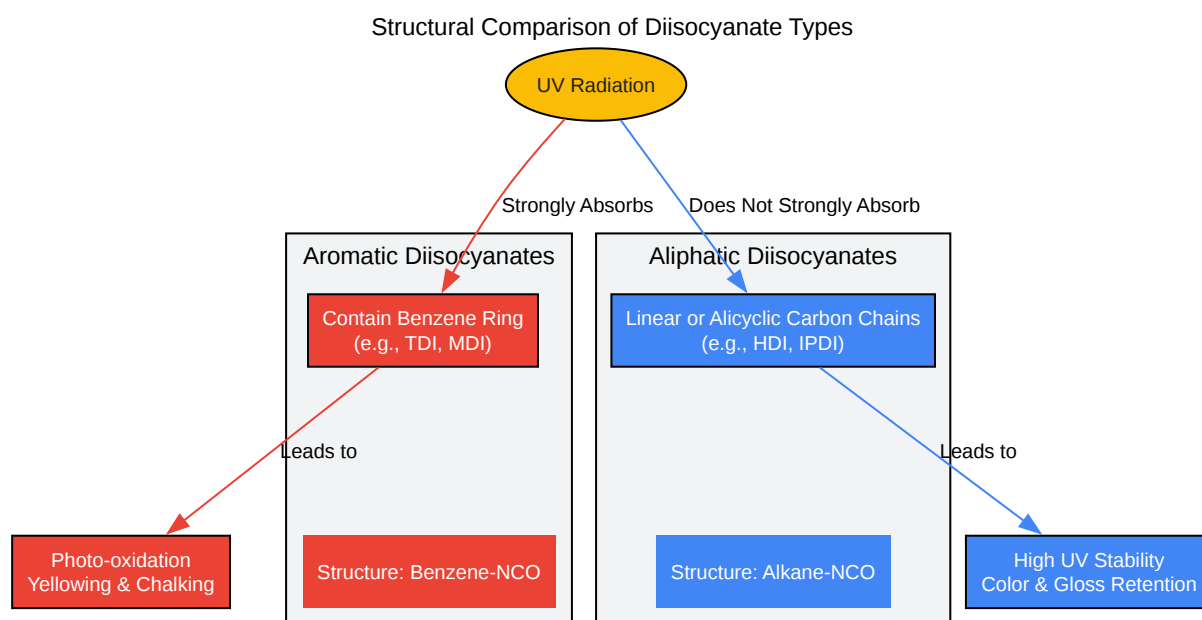 Structural Comparison of Diisocyanate Types
UV Radiation
Strongly Absorbs
Does Not Strongly Absorb
Aromatic Diisocyanates
Aliphatic Diisocyanates
Contain Benzene Ring
(e.g., TDI, MDI)
Linear or Alicyclic Carbon Chains
(e.g., HDI, IPDI)
Leads to
Leads to
Photo-oxidation
Yellowing & Chalking
Structure: Benzene-NCO
Structure: Alkane-NCO
High UV Stability
Color & Gloss Retention